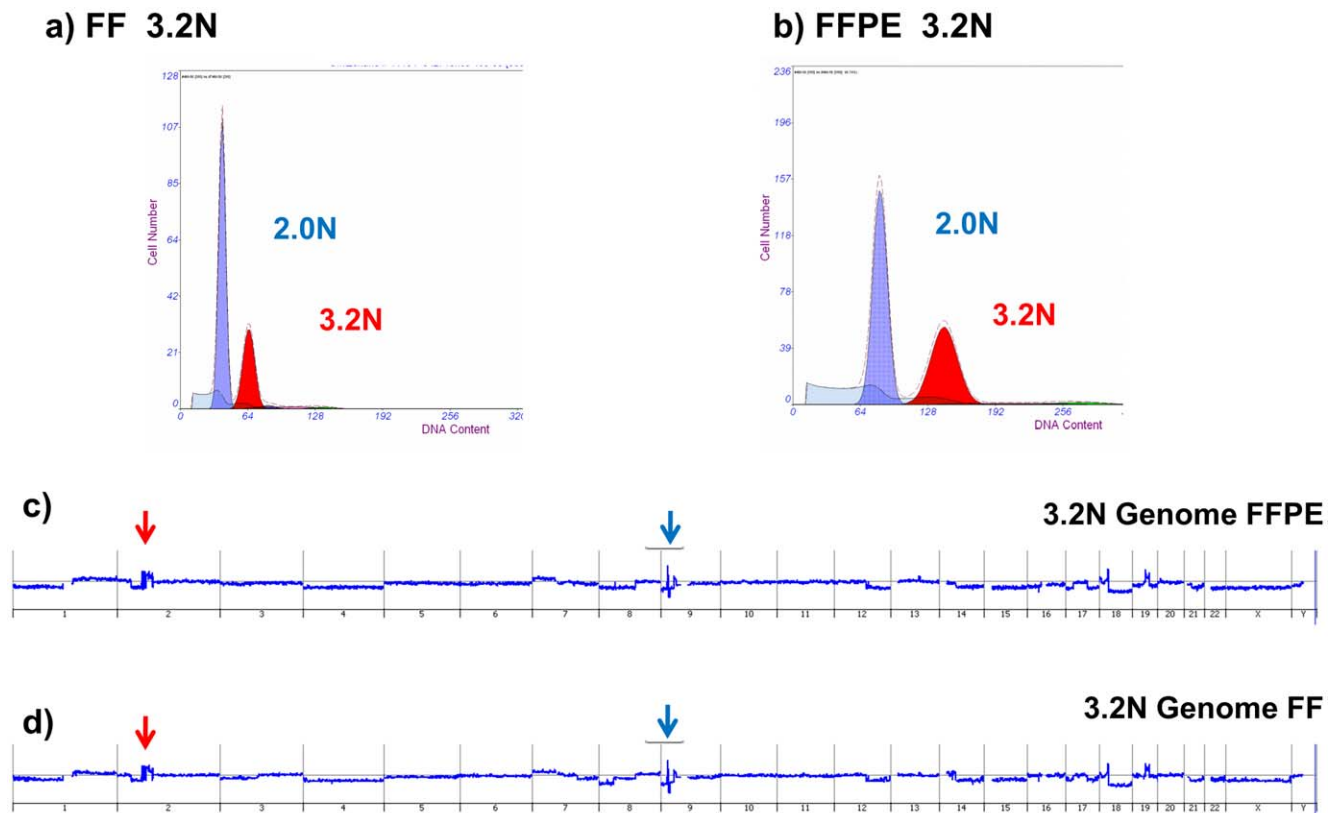 a) FF 3.2N
b) FFPE 3.2N
128
107
85
64
42
21
0
Cell Number
2.0N
3.2N
0 64 128 192 256 320
DNA Content
236
196
157
118
78
39
0
Cell Number
2.0N
3.2N
0 64 128 192 256
DNA Content
c)
3.2N Genome FFPE
1 2 3 4 5 6 7 8 9 10 11 12 13 14 15 16 17 18 19 20 21 22 X Y
d)
3.2N Genome FF
1 2 3 4 5 6 7 8 9 10 11 12 13 14 15 16 17 18 19 20 21 22 X Y